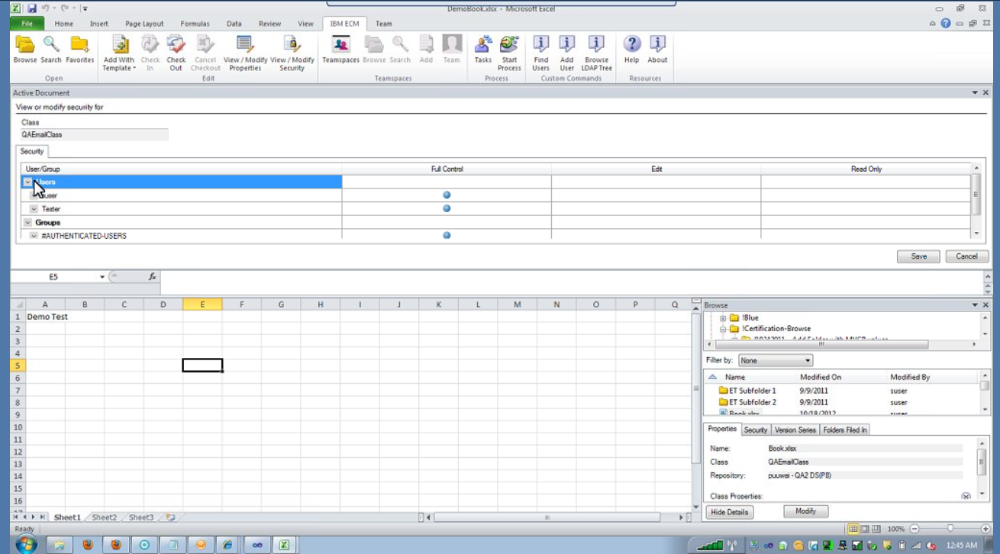 DemoBook.xlsx - Microsoft Excel
File Home Insert Page Layout Formulas Data Review View IBM ECM Team
Browse Search Favorites Add With Template Check In Check Out Cancel Checkout View / Modify Properties View / Modify Security Teamspaces Browse Search Add Team Tasks Start Process Find Users Add User Browse LDAP Tree Help About
Open Edit Teamspaces Process Custom Commands Resources
Active Document
View or modify security for
Class
QAEmailClass
Security
User/Group Full Control Edit Read Only
Users
suser
Tester
Groups
#AUTHENTICATED-USERS
Save Cancel
E5 fx
A B C D E F G H I J K L M N O P Q
1 Demo Test
2
3
4
5
6
7
8
9
10
11
12
13
14
15
16
Sheet1 Sheet2 Sheet3
Browse
!Blue
!Certification-Browse
Filter by: None
Name Modified On Modified By
ET Subfolder 1 9/9/2011 suser
ET Subfolder 2 9/9/2011 suser
Book.xlsx 10/18/2012 suser
Properties Security Version Series Folders Filed In
Name: Book.xlsx
Class QAEmailClass
Repository: puuwai - QA2 DS(P8)
Class Properties:
Hide Details Modify
Ready 100%
12:45 AM